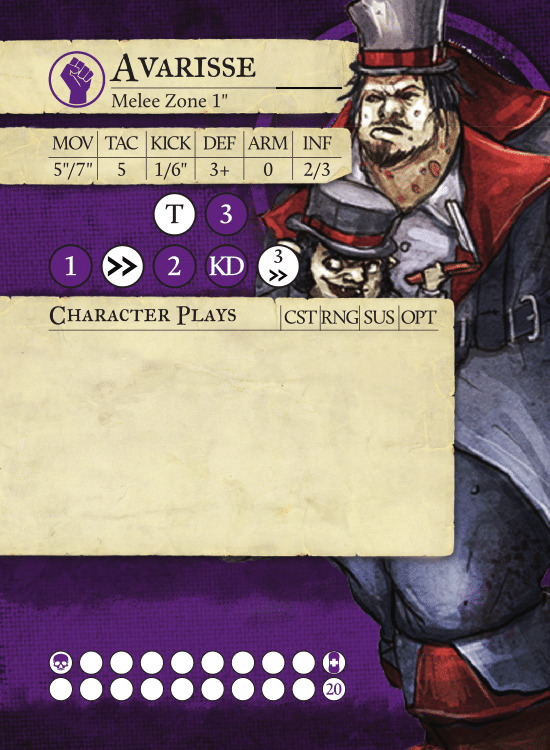 Avarisse
Melee Zone 1"
MOV TAC KICK DEF ARM INF
5"/7" 5 1/6" 3+ 0 2/3
T 3
1 >> 2 KD 3 >>
Character Plays CST RNG SUS OPT
20